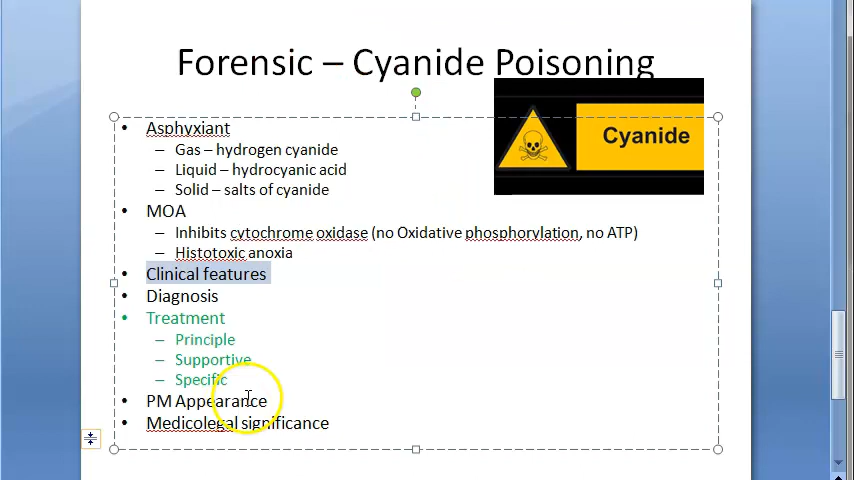 Forensic – Cyanide Poisoning
Cyanide
• Asphyxiant
– Gas – hydrogen cyanide
– Liquid – hydrocyanic acid
– Solid – salts of cyanide
• MOA
– Inhibits cytochrome oxidase (no Oxidative phosphorylation, no ATP)
– Histotoxic anoxia
• Clinical features
• Diagnosis
• Treatment
– Principle
– Supportive
– Specific
• PM Appearance
• Medicolegal significance